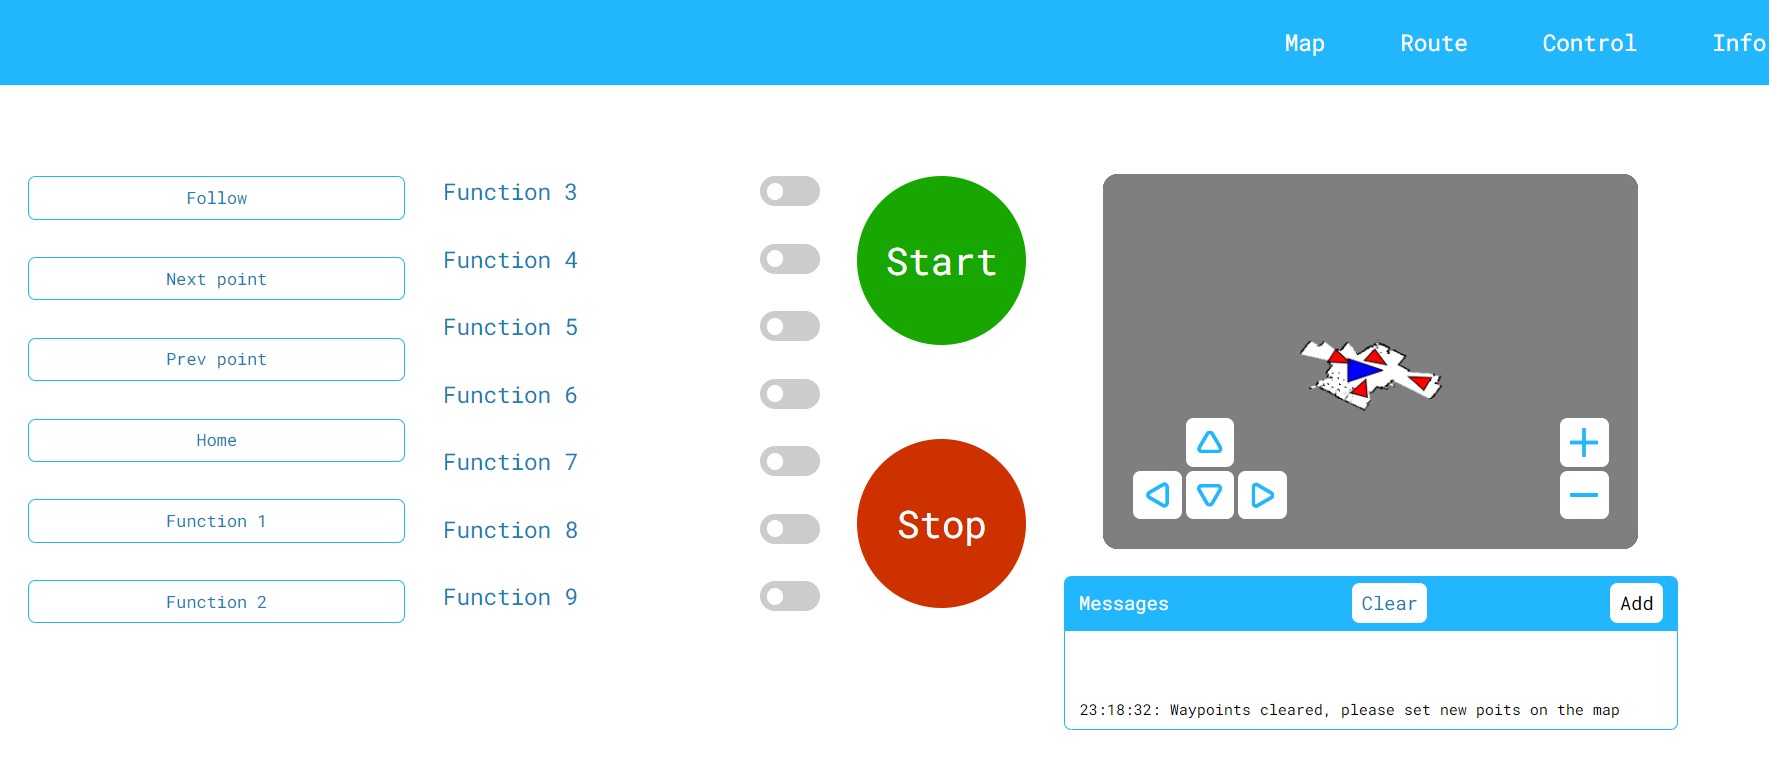 Map Route Control Info
Follow
Next point
Prev point
Home
Function 1
Function 2
Function 3
Function 4
Function 5
Function 6
Function 7
Function 8
Function 9
Start
Stop
Messages Clear Add
23:18:32: Waypoints cleared, please set new poits on the map